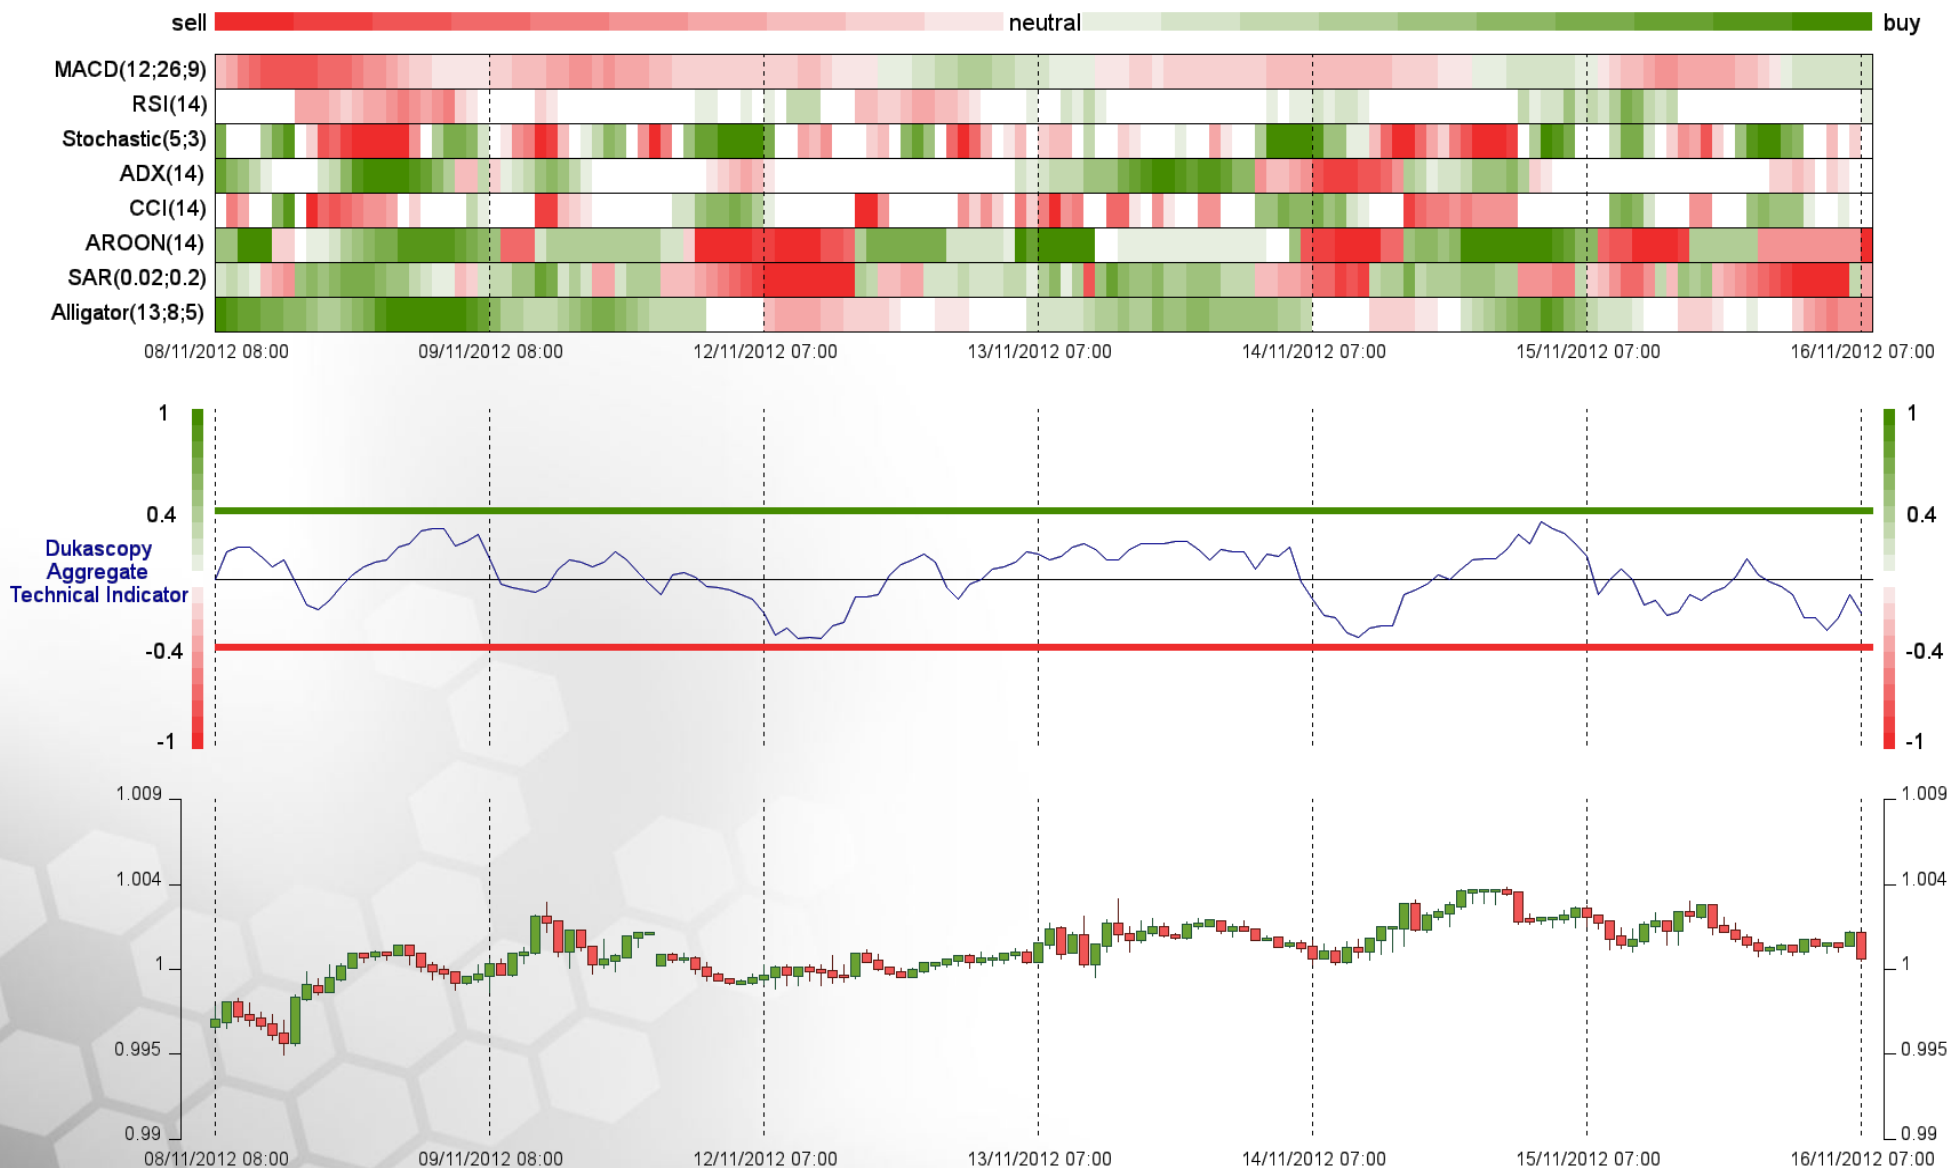 sell neutral buy
MACD(12;26;9)
RSI(14)
Stochastic(5;3)
ADX(14)
CCI(14)
AROON(14)
SAR(0.02;0.2)
Alligator(13;8;5)
08/11/2012 08:00 09/11/2012 08:00 12/11/2012 07:00 13/11/2012 07:00 14/11/2012 07:00 15/11/2012 07:00 16/11/2012 07:00
1 1
0.4 0.4
Dukascopy
Aggregate
Technical Indicator
-0.4 -0.4
-1 -1
1.009 1.009
1.004 1.004
1 1
0.995 0.995
0.99 0.99
08/11/2012 08:00 09/11/2012 08:00 12/11/2012 07:00 13/11/2012 07:00 14/11/2012 07:00 15/11/2012 07:00 16/11/2012 07:00